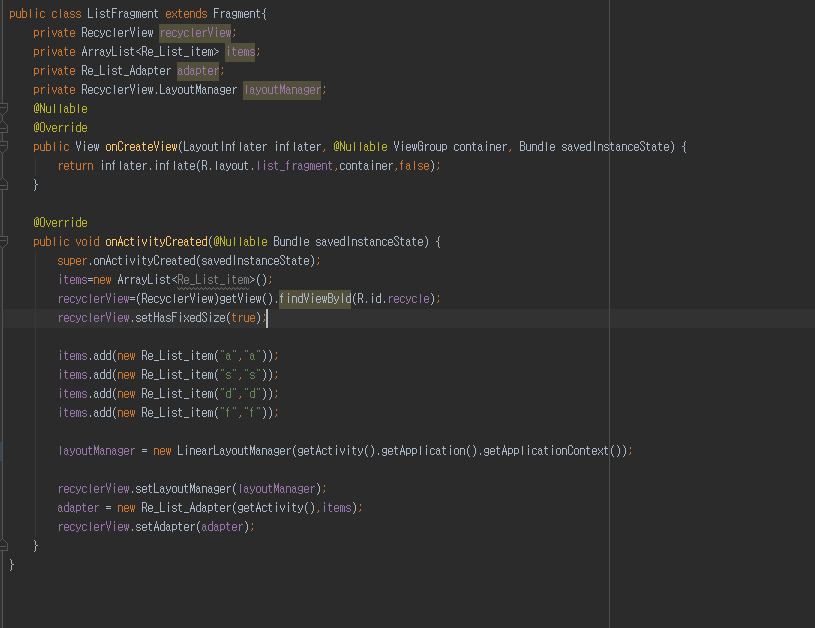 public class ListFragment extends Fragment{
    private RecyclerView recyclerView;
    private ArrayList<Re_List_item> items;
    private Re_List_Adapter adapter;
    private RecyclerView.LayoutManager layoutManager;
    @Nullable
    @Override
    public View onCreateView(LayoutInflater inflater, @Nullable ViewGroup container, Bundle savedInstanceState) {
        return inflater.inflate(R.layout.list_fragment,container,false);
    }
    @Override
    public void onActivityCreated(@Nullable Bundle savedInstanceState) {
        super.onActivityCreated(savedInstanceState);
        items=new ArrayList<Re_List_item>();
        recyclerView=(RecyclerView)getView().findViewById(R.id.recycle);
        recyclerView.setHasFixedSize(true);
        items.add(new Re_List_item("a","a"));
        items.add(new Re_List_item("s","s"));
        items.add(new Re_List_item("d","d"));
        items.add(new Re_List_item("f","f"));
        layoutManager = new LinearLayoutManager(getActivity().getApplication().getApplicationContext());
        recyclerView.setLayoutManager(layoutManager);
        adapter = new Re_List_Adapter(getActivity(),items);
        recyclerView.setAdapter(adapter);
    }
}